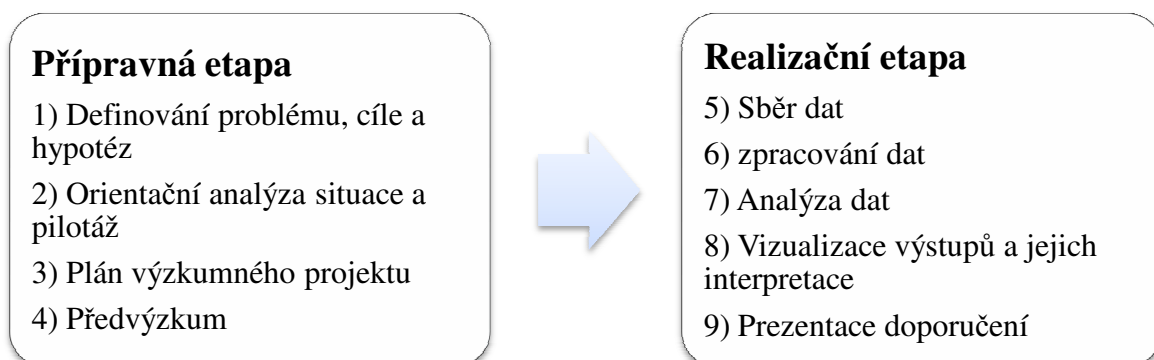 Přípravná etapa
1) Definování problému, cíle a
hypotéz
2) Orientační analýza situace a
pilotáž
3) Plán výzkumného projektu
4) Předvýzkum
Realizační etapa
5) Sběr dat
6) zpracování dat
7) Analýza dat
8) Vizualizace výstupů a jejich
interpretace
9) Prezentace doporučení